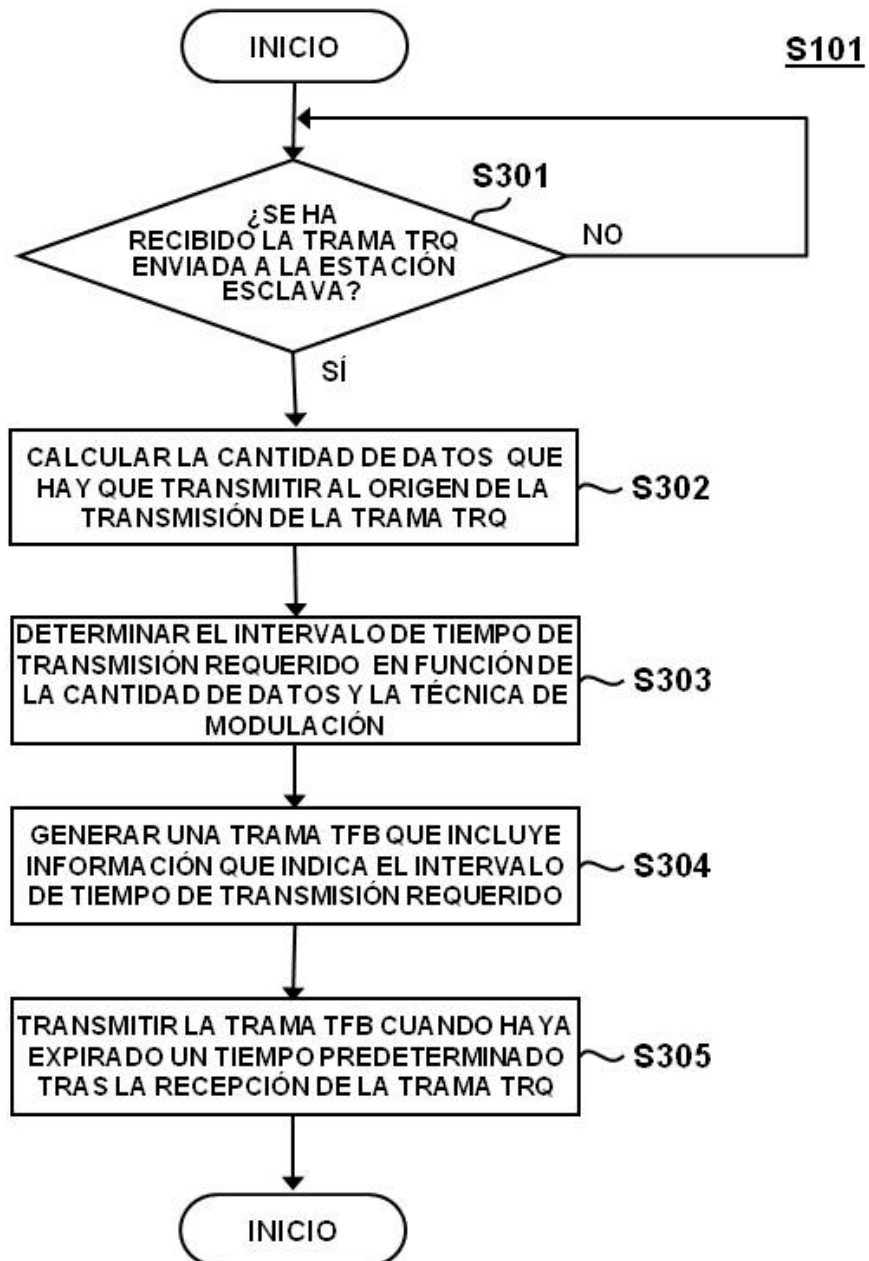 INICIO
S101
S301
¿SE HA
RECIBIDO LA TRAMA TRQ
ENVIADA A LA ESTACIÓN
ESCLAVA?
NO
SÍ
CALCULAR LA CANTIDAD DE DATOS QUE
HAY QUE TRANSMITIR AL ORIGEN DE LA
TRANSMISIÓN DE LA TRAMA TRQ
S302
DETERMINAR EL INTERVALO DE TIEMPO DE
TRANSMISIÓN REQUERIDO EN FUNCIÓN DE
LA CANTIDAD DE DATOS Y LA TÉCNICA DE
MODULACIÓN
S303
GENERAR UNA TRAMA TFB QUE INCLUYE
INFORMACIÓN QUE INDICA EL INTERVALO
DE TIEMPO DE TRANSMISIÓN REQUERIDO
S304
TRANSMITIR LA TRAMA TFB CUANDO HAYA
EXPIRADO UN TIEMPO PREDETERMINADO
TRAS LA RECEPCIÓN DE LA TRAMA TRQ
S305
INICIO